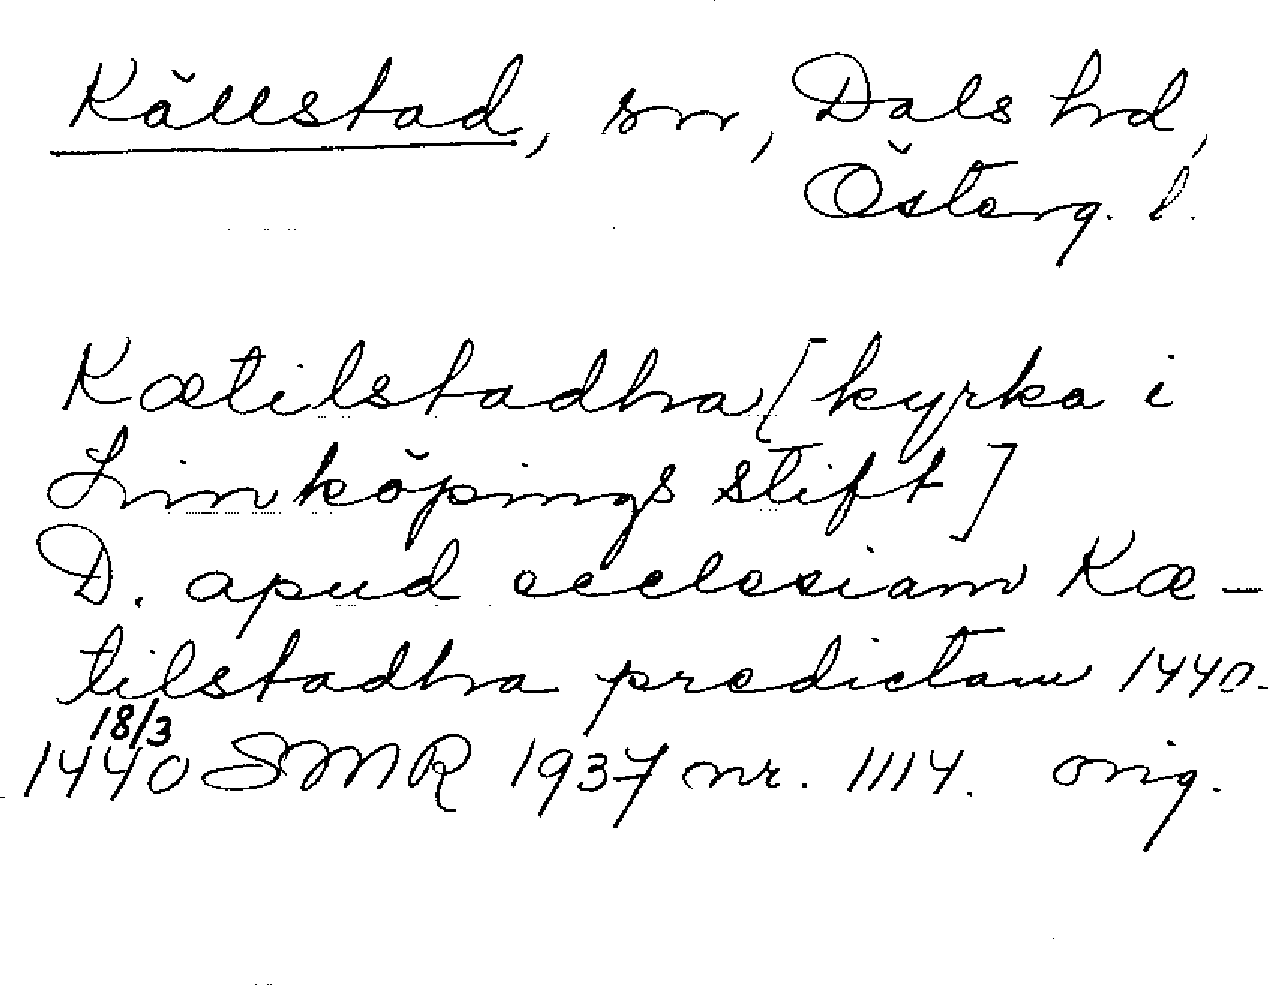 Källstad, sn, Dals hd,
Österg. l.
Kætilstadha [kyrka i
Linköpings stift]
D. apud ecclesiam Kæ-
tilstadha predictam 1440.
18/3
1440 SMR 1937 nr. 1114. orig.